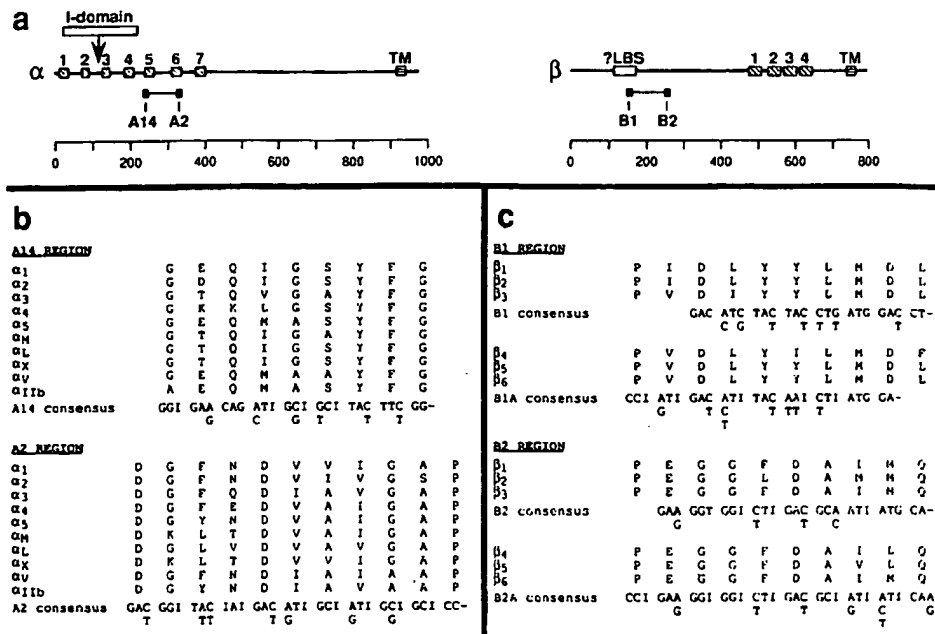 a
I-domain
1 2 3 4 5 6 7 TM
α
A14 A2
0 200 400 600 800 1000
?LBS
1 2 3 4 TM
β
B1 B2
0 200 400 600 800
b
A14 REGION
α1 G E Q I G S Y F G
α2 G D Q I G S Y F G
α3 G T Q V G A Y F G
α4 G K K L G S Y F G
α5 G E Q M A S Y F G
αM G T Q I G A Y F G
αL G T Q I G S Y F G
αX G T Q I G S Y F G
αV G E Q M A A Y F G
αIIb A E Q M A S Y F G
A14 consensus GGI GAA CAG ATI GCI GCI TAC TTC GG-
G C G T T T
A2 REGION
α1 D G F N D V V I G A P
α2 D G F N D V I V G S P
α3 D G F Q D I A V G A P
α4 D G F E D V A I G A P
α5 D G Y N D V A I G A P
αM D K L T D V A I G A P
αL D G L V D V A V G A P
αX D K L T D V V I G A P
αV D G F N D I A I A A P
αIIb D G Y N D I A V A A P
A2 consensus GAC GGI TAC IAI GAC ATI GCI ATI GCI GCI CC-
T TT T G G G
c
B1 REGION
β1 P I D L Y Y L M D L
β2 P I D L Y Y L M D L
β3 P V D I Y Y L M D L
B1 consensus GAC ATC TAC TAC CTG ATG GAC CT-
C G T T T T T
β4 P V D L Y I L M D F
β5 P V D L Y Y L M D L
β6 P V D L Y Y L M D L
B1A consensus CCI ATI GAC ATI TAC AAI CTI ATG GA-
G T C T TT T
T
B2 REGION
β1 P E G G F D A I M Q
β2 P E G G L D A M M Q
β3 P E G G F D A I M Q
B2 consensus GAA GGT GGI CTI GAC GCA ATI ATG CA-
G T T C
β4 P E G G F D A I L Q
β5 P E G G F D A V L Q
β6 P E G G F D A I M Q
B2A consensus CCI GAA GGI GGI CTI GAC GCI ATI ATI CAA
G T T G C G
T